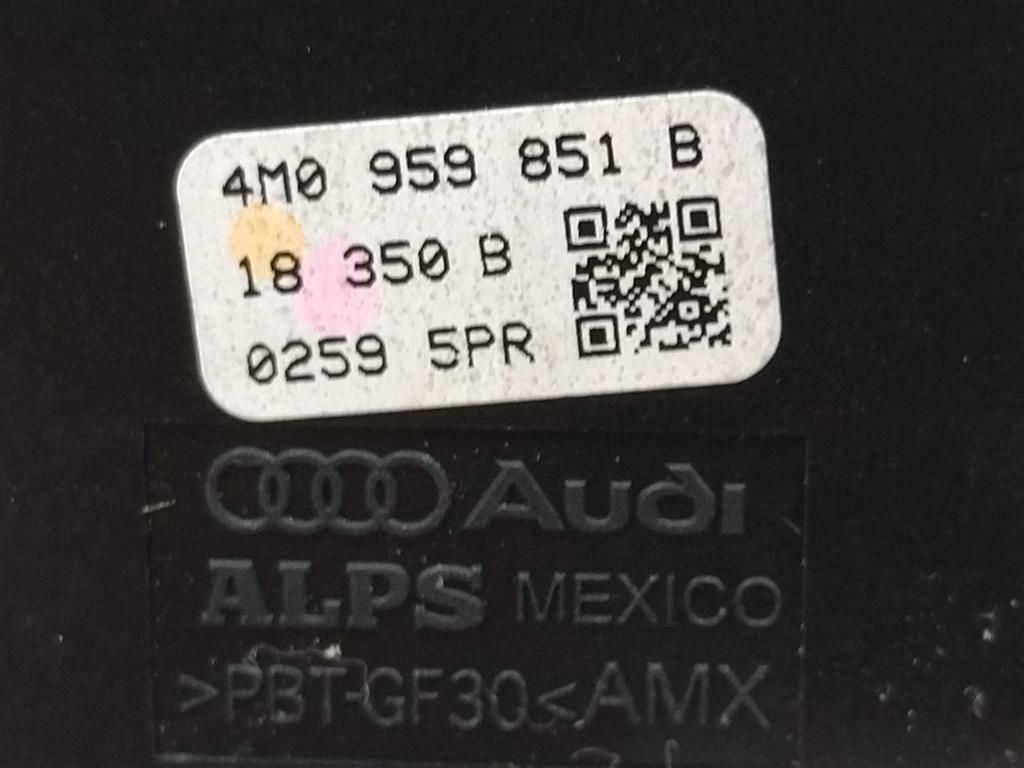 4M0 959 851 B
18 350 B
0259 5PR
Audi
ALPS MEXICO
>PBT-GF30<AMX